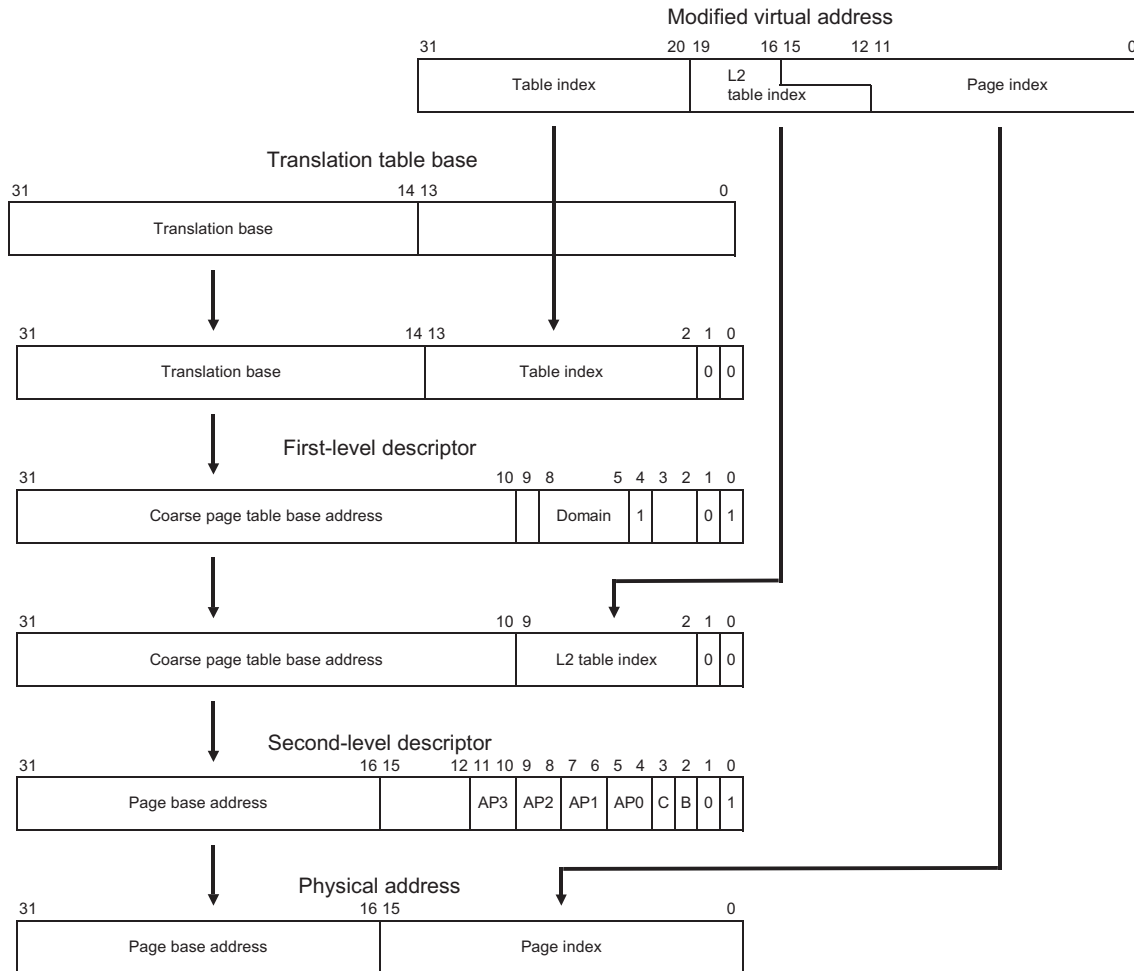 Modified virtual address
31 20 19 16 15 12 11 0
Table index
L2
table index
Page index
Translation table base
31 14 13 0
Translation base
31 14 13 2 1 0
Translation base Table index 0 0
First-level descriptor
31 10 9 8 5 4 3 2 1 0
Coarse page table base address Domain 1 0 1
31 10 9 2 1 0
Coarse page table base address L2 table index 0 0
Second-level descriptor
31 16 15 12 11 10 9 8 7 6 5 4 3 2 1 0
Page base address AP3 AP2 AP1 AP0 C B 0 1
Physical address
31 16 15 0
Page base address Page index